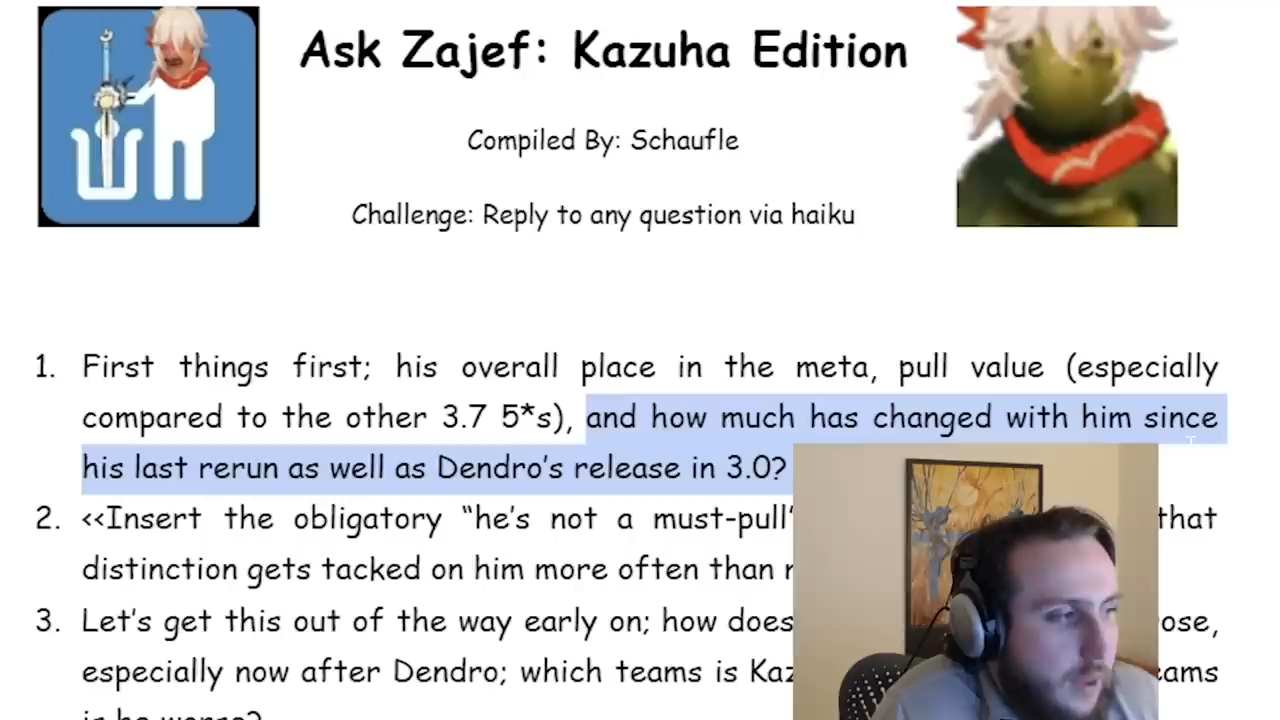 Ask Zajef: Kazuha Edition
Compiled By: Schaufle
Challenge: Reply to any question via haiku
1. First things first; his overall place in the meta, pull value (especially
compared to the other 3.7 5*s), and how much has changed with him since
his last rerun as well as Dendro’s release in 3.0?
2. <<Insert the obligatory “he’s not a must-pull” that
distinction gets tacked on him more often than
3. Let’s get this out of the way early on; how does
especially now after Dendro; which teams is
is he worse?